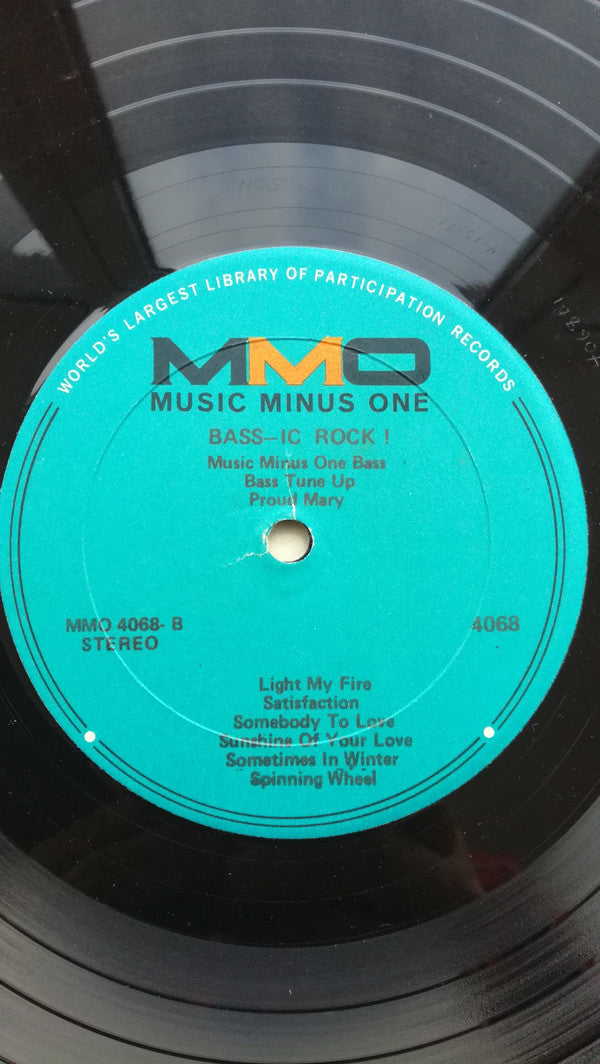 WORLD'S LARGEST LIBRARY OF PARTICIPATION RECORDS
MMO
MUSIC MINUS ONE
BASS-IC ROCK !
Music Minus One Bass
Bass Tune Up
Proud Mary
MMO 4068- B
STEREO
4068
Light My Fire
Satisfaction
Somebody To Love
Sunshine Of Your Love
Sometimes In Winter
Spinning Wheel